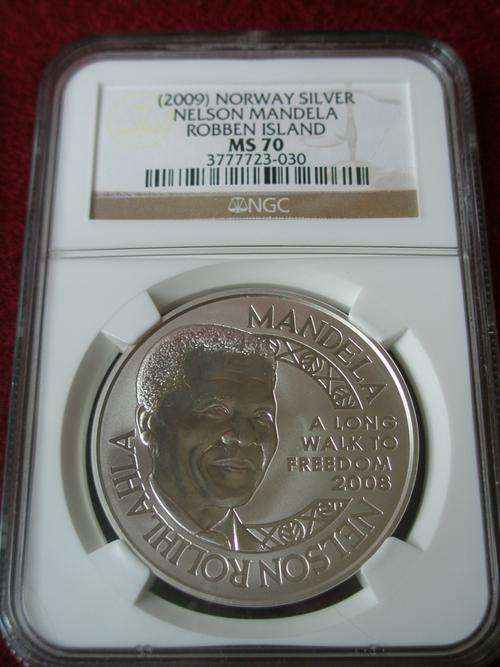 (2009) NORWAY SILVER
NELSON MANDELA
ROBBEN ISLAND
MS 70
3777723-030
NGC
MANDELA
A LONG
WALK TO
FREEDOM
2008
NELSON ROLIHLAHLA